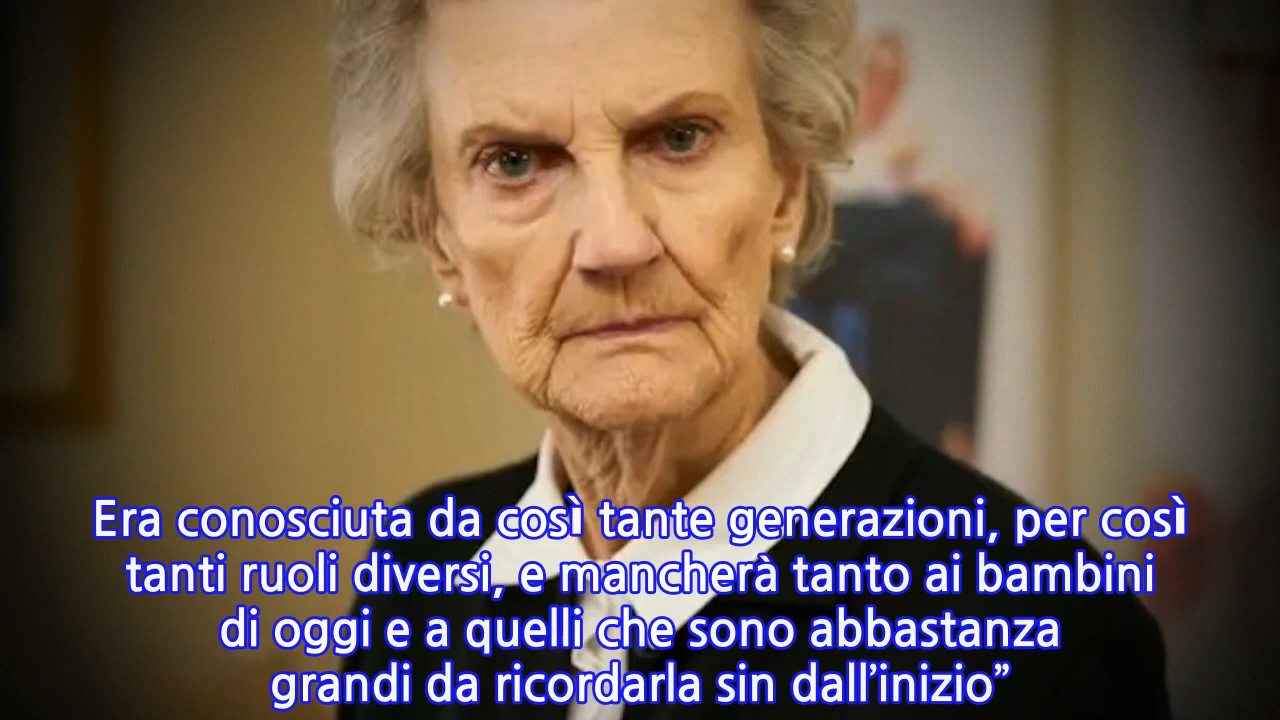 Era conosciuta da così tante generazioni, per così
tanti ruoli diversi, e mancherà tanto ai bambini
di oggi e a quelli che sono abbastanza
grandi da ricordarla sin dall’inizio”